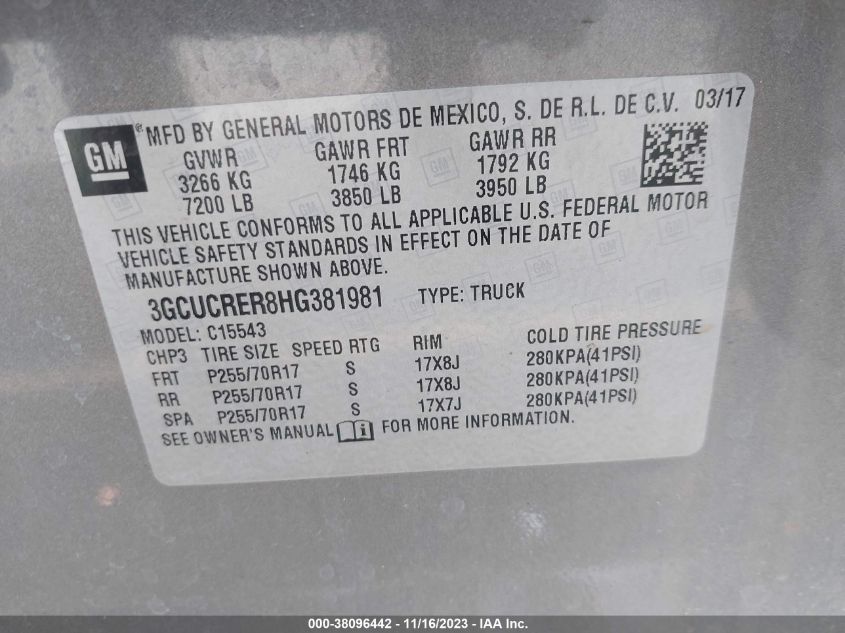 GM
® MFD BY GENERAL MOTORS DE MEXICO, S. DE R.L. DE C.V. 03/17
GVWR GAWR FRT GAWR RR
3266 KG 1746 KG 1792 KG
7200 LB 3850 LB 3950 LB
THIS VEHICLE CONFORMS TO ALL APPLICABLE U.S. FEDERAL MOTOR
VEHICLE SAFETY STANDARDS IN EFFECT ON THE DATE OF
MANUFACTURE SHOWN ABOVE.
3GCUCRER8HG381981 TYPE: TRUCK
MODEL: C15543
CHP3 TIRE SIZE SPEED RTG RIM COLD TIRE PRESSURE
FRT P255/70R17 S 17X8J 280KPA(41PSI)
RR P255/70R17 S 17X8J 280KPA(41PSI)
SPA P255/70R17 S 17X7J 280KPA(41PSI)
SEE OWNER'S MANUAL i FOR MORE INFORMATION.
000-38096442 - 11/16/2023 - IAA Inc.